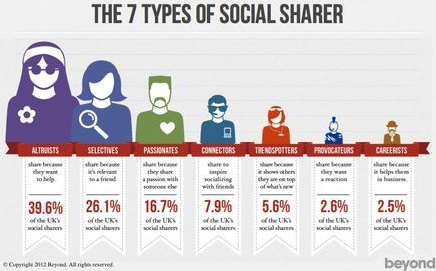 THE 7 TYPES OF SOCIAL SHARER
ALTRUISTS
share because
they want
to help
39.6%
of the UK's
social sharers
SELECTIVES
share because
it's relevant
to a friend
26.1%
of the UK's
social sharers
PASSIONATES
share because
they share
a passion with
someone else
16.7%
of the UK's
social sharers
CONNECTORS
share to
inspire
socializing
with friends
7.9%
of the UK's
social sharers
TRENDSPOTTERS
share because
it shows others
they are on top
of what's new
5.6%
of the UK's
social sharers
PROVOCATEURS
share because
they want
a reaction
2.6%
of the UK's
social sharers
CAREERISTS
share because
it helps them
in business
2.5%
of the UK's
social sharers
© Copyright 2012 Beyond. All rights reserved.
beyond